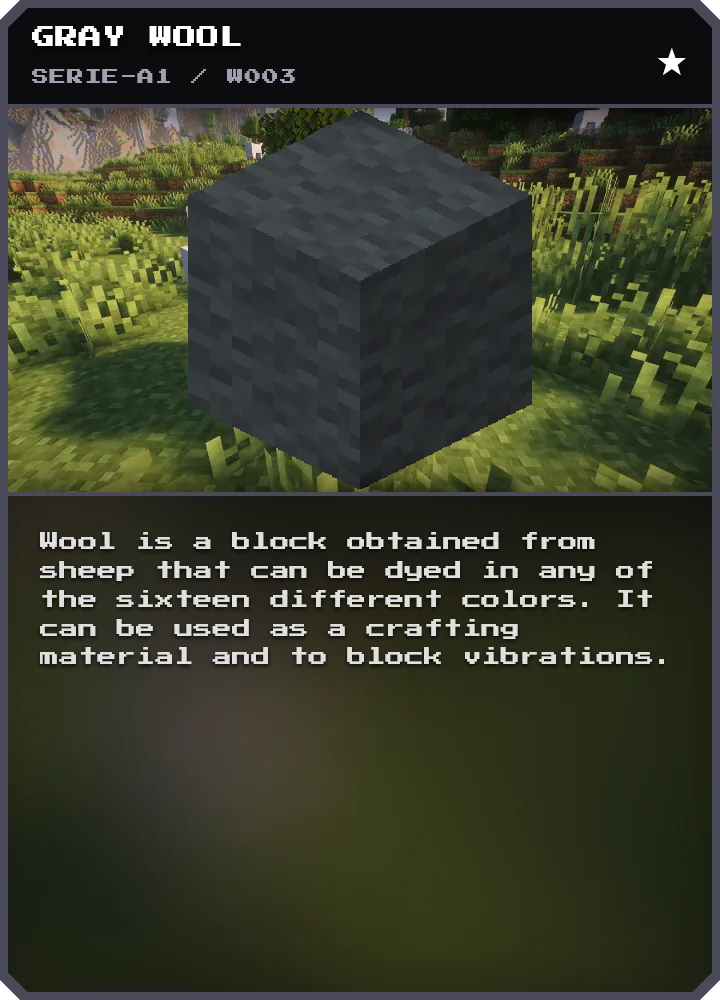 GRAY WOOL
SERIE-A1 / W003
Wool is a block obtained from
sheep that can be dyed in any of
the sixteen different colors. It
can be used as a crafting
material and to block vibrations.